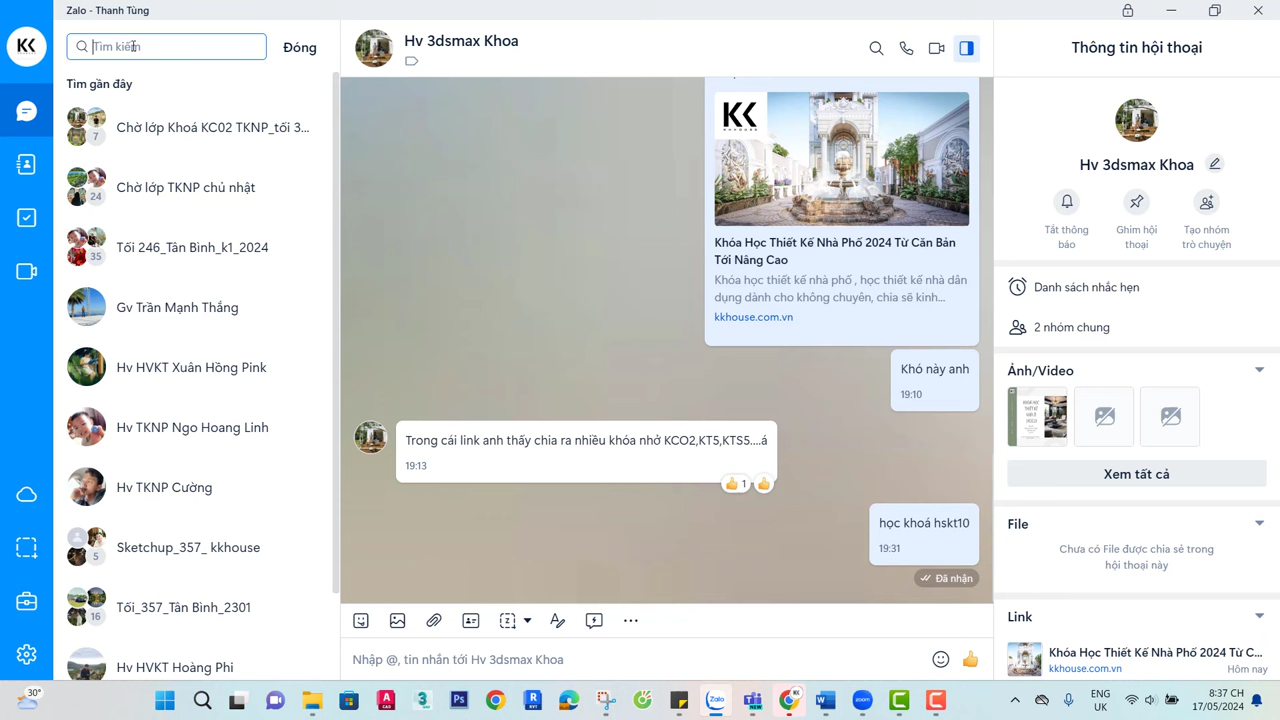 Zalo - Thanh Tùng
KK
Tìm kiếm
Đóng
Tìm gần đây
7
Chờ lớp Khoá KC02 TKNP_tối 3...
24
Chờ lớp TKNP chủ nhật
35
Tối 246_Tân Bình_k1_2024
Gv Trần Mạnh Thắng
Hv HVKT Xuân Hồng Pink
Hv TKNP Ngo Hoang Linh
Hv TKNP Cường
5
Sketchup_357_ kkhouse
16
Tối_357_Tân Bình_2301
Hv HVKT Hoàng Phi
Hv 3dsmax Khoa
KK
KKHOUSE
Khóa Học Thiết Kế Nhà Phố 2024 Từ Căn Bản
Tới Nâng Cao
Khóa học thiết kế nhà phố , học thiết kế nhà dân
dụng dành cho không chuyên, chia sẽ kinh...
kkhouse.com.vn
Khó này anh
19:10
Trong cái link anh thấy chia ra nhiều khóa nhở KCO2,KT5,KTS5....á
19:13
1
học khoá hskt10
19:31
Đã nhận
Nhập @, tin nhắn tới Hv 3dsmax Khoa
Thông tin hội thoại
Hv 3dsmax Khoa
Tắt thông
báo
Ghim hội
thoại
Tạo nhóm
trò chuyện
Danh sách nhắc hẹn
2 nhóm chung
Ảnh/Video
Xem tất cả
File
Chưa có File được chia sẻ trong
hội thoại này
Link
Khóa Học Thiết Kế Nhà Phố 2024 Từ C...
kkhouse.com.vn
Hôm nay
30°
ENG
UK
8:37 CH
17/05/2024